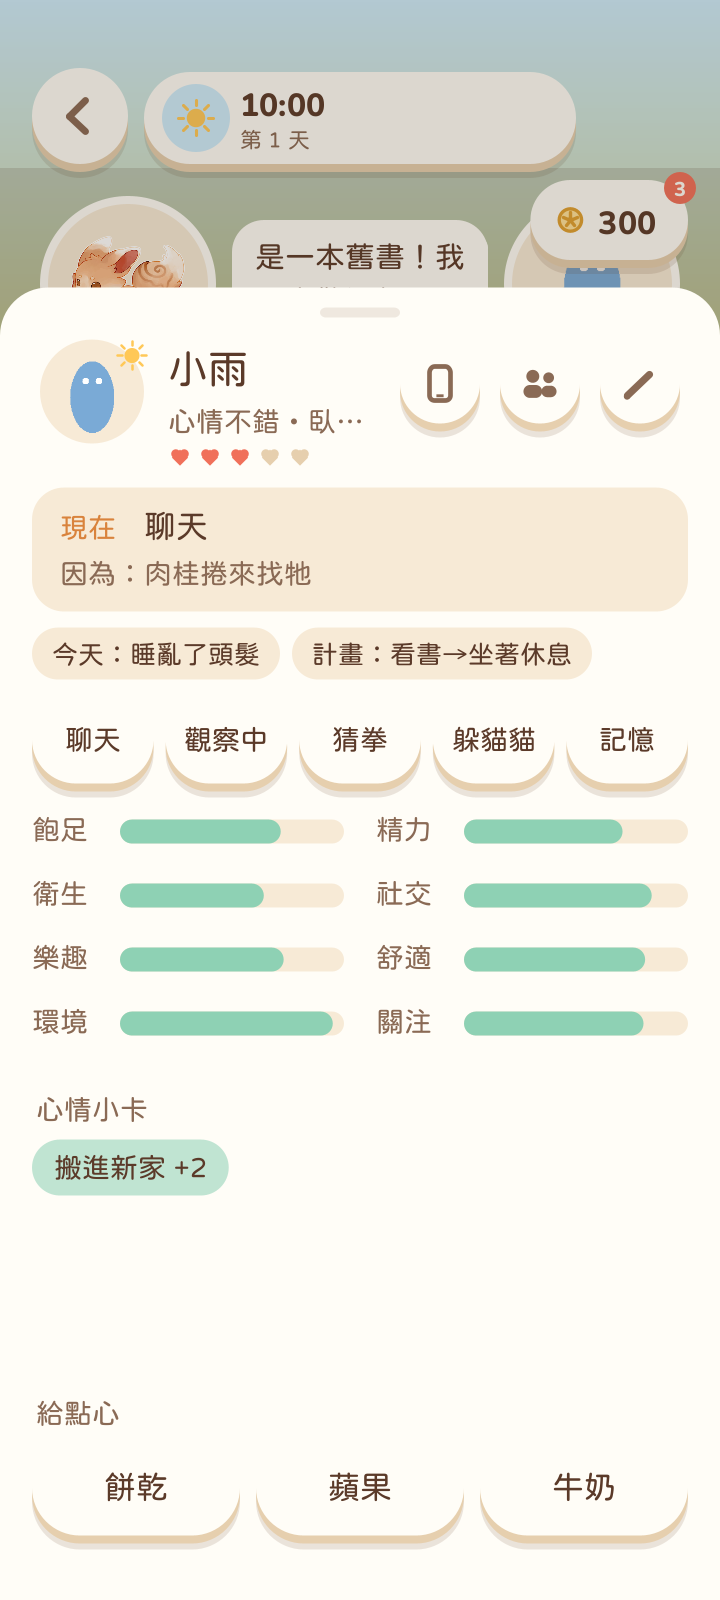 10:00
第 1 天
3
300
是一本舊書！我
小雨
心情不錯・臥…
現在 聊天
因為：肉桂捲來找牠
今天：睡亂了頭髮
計畫：看書→坐著休息
聊天
觀察中
猜拳
躲貓貓
記憶
飽足
精力
衛生
社交
樂趣
舒適
環境
關注
心情小卡
搬進新家 +2
給點心
餅乾
蘋果
牛奶